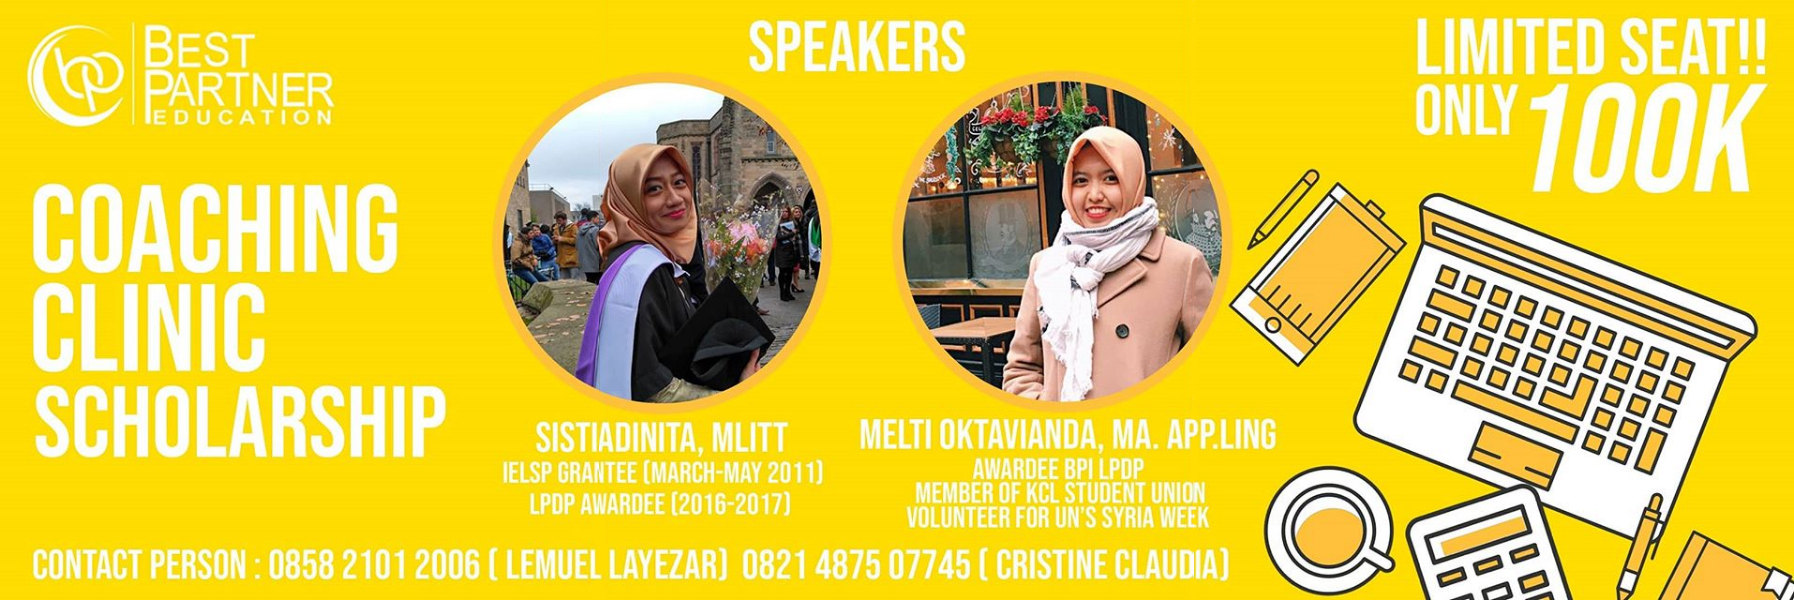 BEST
PARTNER
EDUCATION
COACHING
CLINIC
SCHOLARSHIP
SPEAKERS
SISTIADINITA, MLITT
IELSP GRANTEE (MARCH-MAY 2011)
LPDP AWARDEE (2016-2017)
MELTI OKTAVIANDA, MA. APP.LING
AWARDEE BPI LPDP
MEMBER OF KCL STUDENT UNION
VOLUNTEER FOR UN'S SYRIA WEEK
LIMITED SEAT!!
ONLY 100K
CONTACT PERSON : 0858 2101 2006 ( LEMUEL LAYEZAR) 0821 4875 07745 ( CRISTINE CLAUDIA)